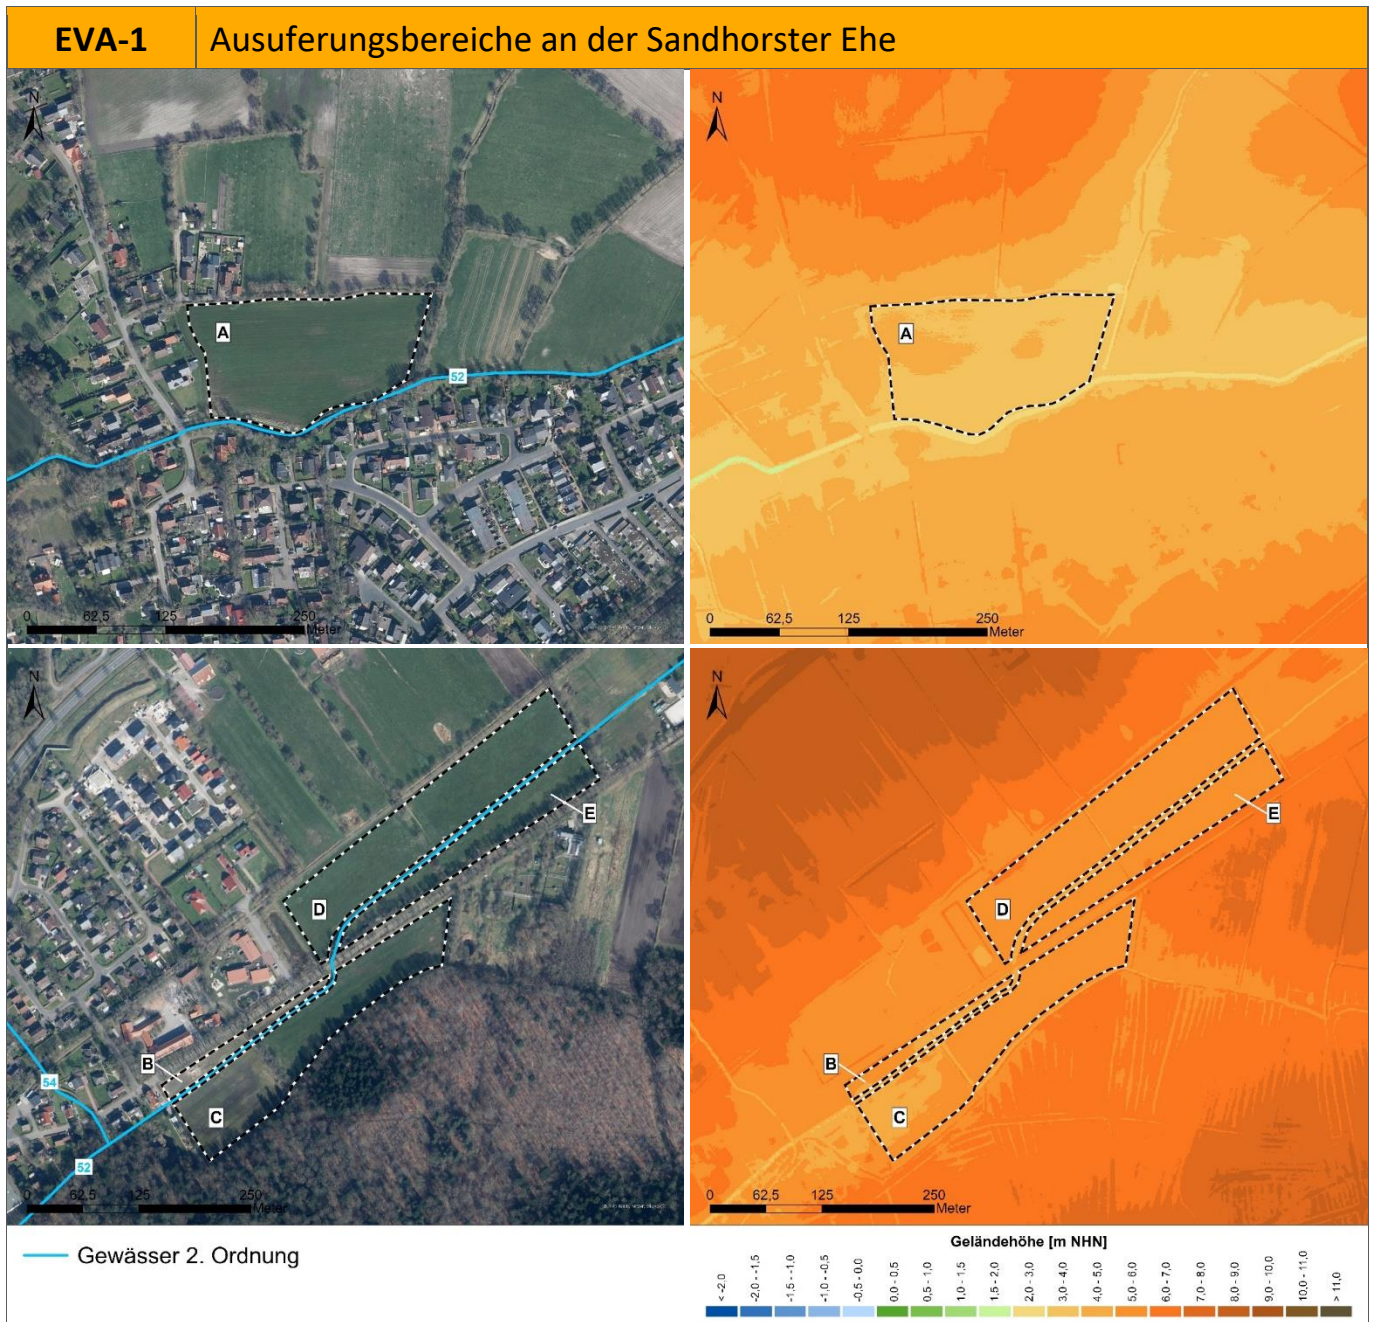 EVA-1 Ausuferungsbereiche an der Sandhorster Ehe
N
A
52
0 62,5 125 250
Meter
N
A
0 62,5 125 250
Meter
N
E
D
B
C
54
52
0 62,5 125 250
Meter
N
E
D
B
C
0 62,5 125 250
Meter
Gewässer 2. Ordnung
Geländehöhe [m NHN]
< -2.0
-2,0 - -1,5
-1,5 - -1,0
-1,0 - -0,5
-0,5 - 0,0
0,0 - 0,5
0,5 - 1,0
1,0 - 1,5
1,5 - 2,0
2,0 - 3,0
3,0 - 4,0
4,0 - 5,0
5,0 - 6,0
6,0 - 7,0
7,0 - 8,0
8,0 - 9,0
9,0 - 10,0
10,0 - 11,0
> 11,0